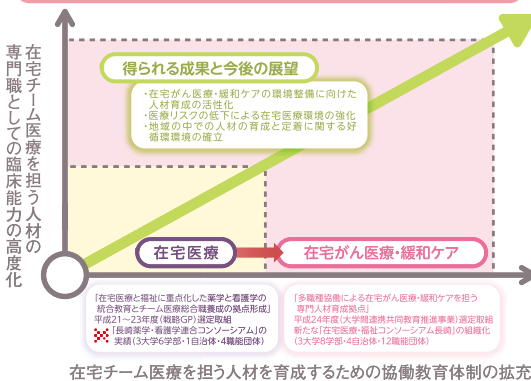 在宅チーム医療を担う人材の
専門職としての臨床能力の高度化
得られる成果と今後の展望
・在宅がん医療・緩和ケアの環境整備に向けた
人材育成の活性化
・医療リスクの低下による在宅医療環境の強化
・地域の中での人材の育成と定着に関する好
循環環境の確立
在宅医療
在宅がん医療・緩和ケア
「在宅医療と福祉に重点化した薬学と看護学の
統合教育とチーム医療総合職養成の拠点形成」
平成21〜23年度(戦略GP)選定取組
「長崎薬学・看護学連合コンソーシアム」の
実績(3大学6学部・1自治体・4職能団体)
「多職種協働による在宅がん医療・緩和ケアを担う
専門人材育成拠点」
平成24年度(大学間連携共同教育推進事業)選定取組
新たな「在宅医療・福祉コンソーシアム長崎」の組織化
(3大学8学部・4自治体・12職能団体)
在宅チーム医療を担う人材を育成するための協働教育体制の拡充